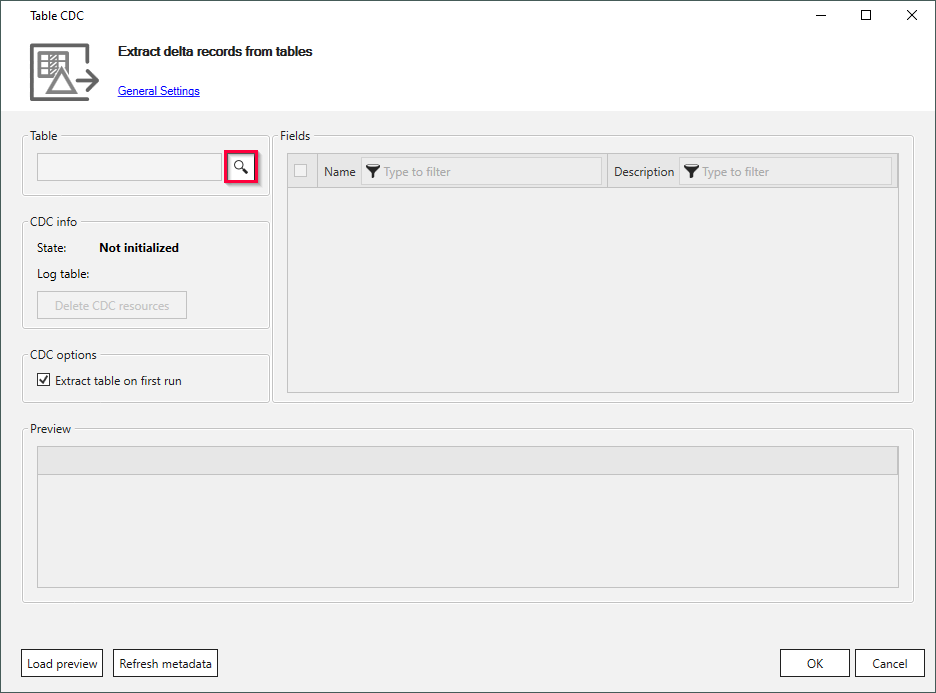 Table CDC
Extract delta records from tables
General Settings
Table
CDC info
State: Not initialized
Log table:
Delete CDC resources
CDC options
Extract table on first run
Fields
Name Type to filter Description Type to filter
Preview
Load preview Refresh metadata OK Cancel